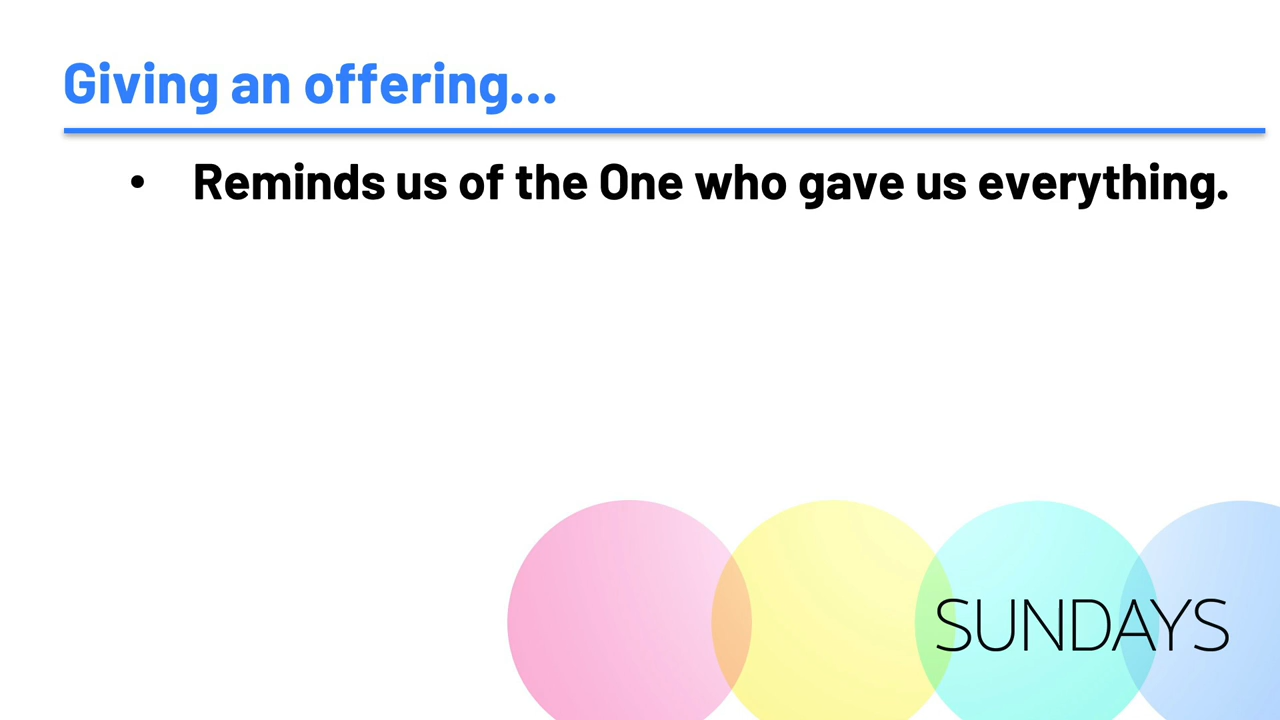 Giving an offering...
• Reminds us of the One who gave us everything.
SUNDAYS